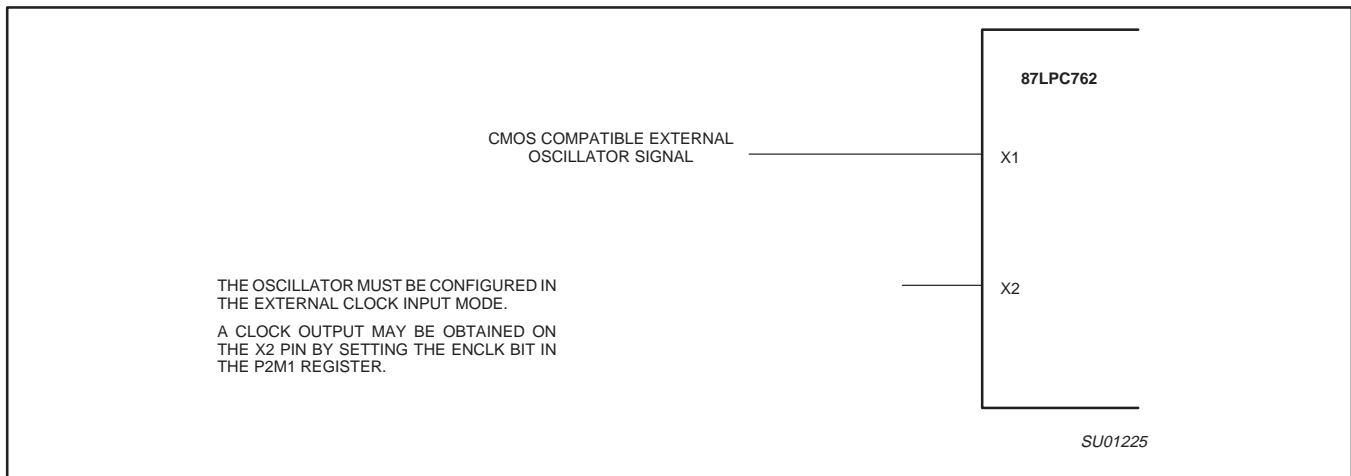 87LPC762
CMOS COMPATIBLE EXTERNAL
OSCILLATOR SIGNAL
X1
THE OSCILLATOR MUST BE CONFIGURED IN
THE EXTERNAL CLOCK INPUT MODE.
X2
A CLOCK OUTPUT MAY BE OBTAINED ON
THE X2 PIN BY SETTING THE ENCLK BIT IN
THE P2M1 REGISTER.
SU01225